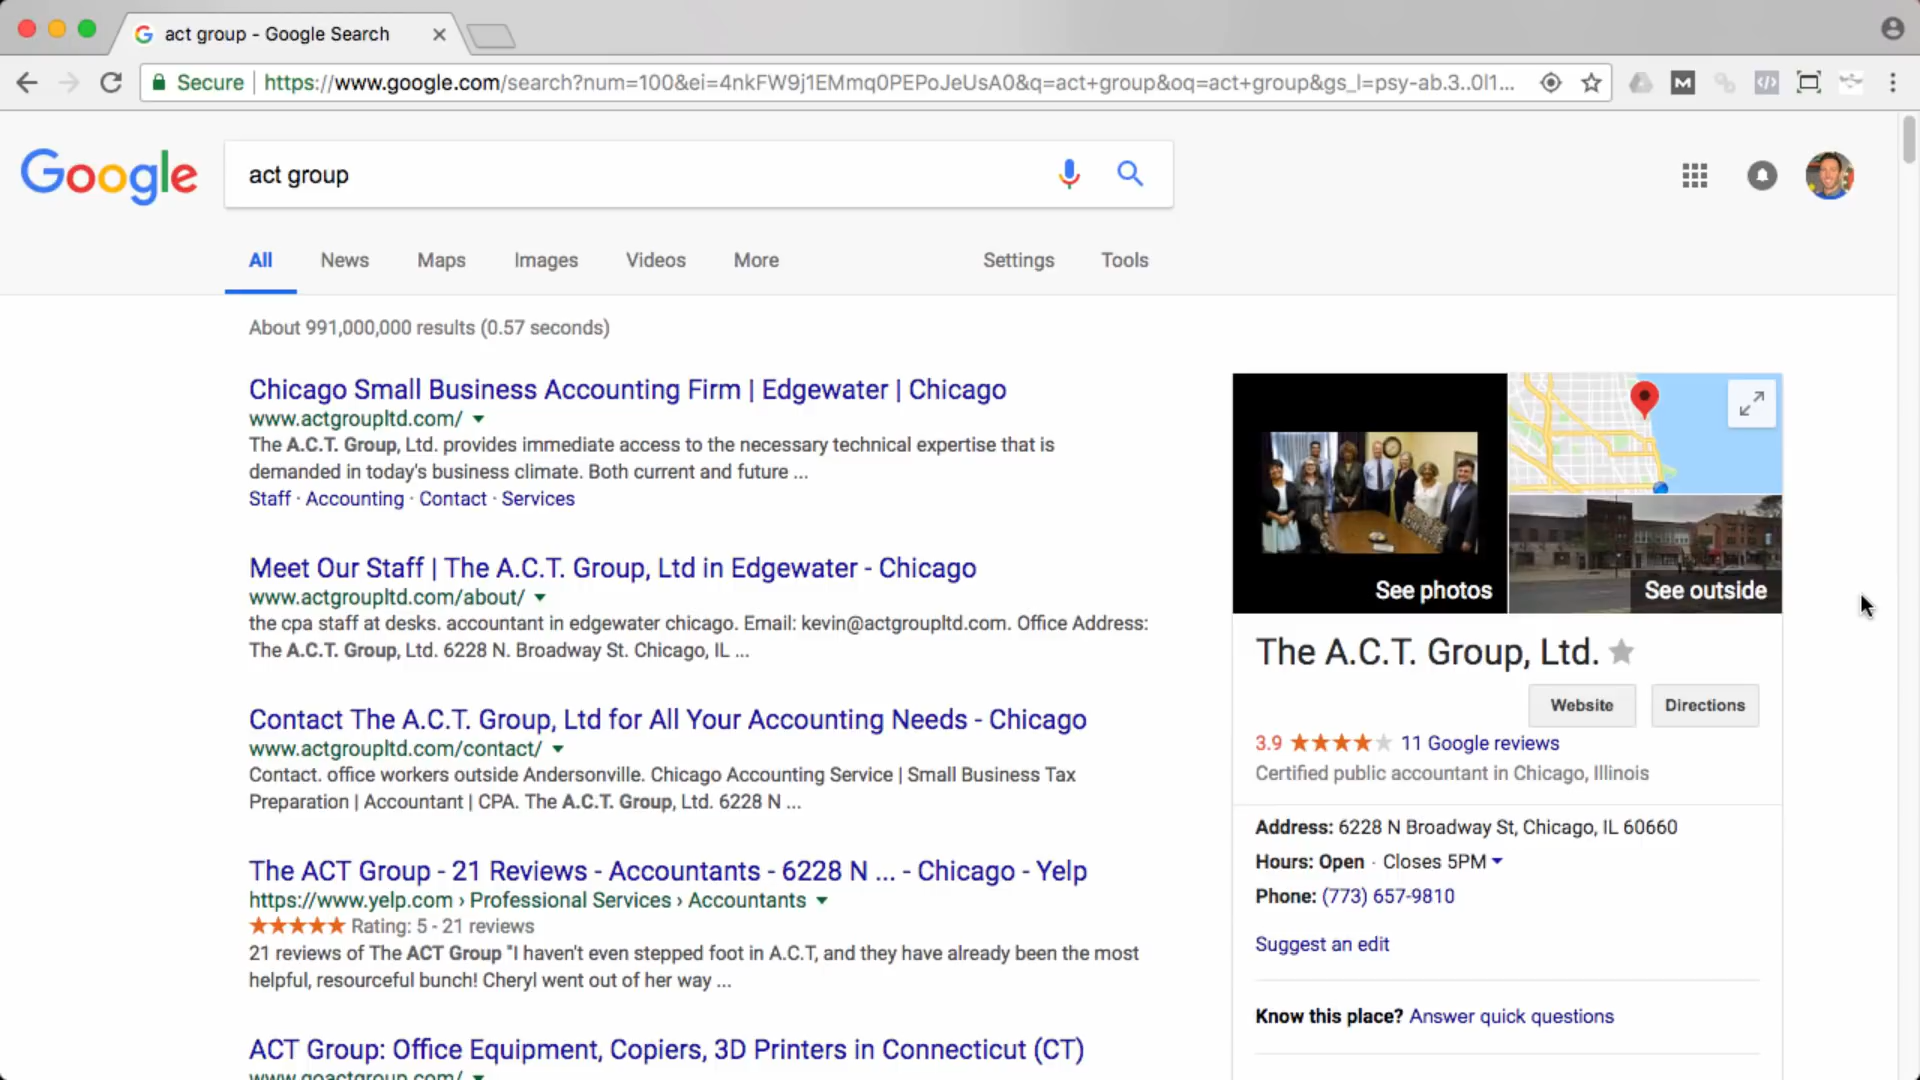 act group - Google Search
Secure | https://www.google.com/search?num=100&ei=4nkFW9j1EMmq0PEPoJeUsA0&q=act+group&oq=act+group&gs_l=psy-ab.3..0l1...
Google
act group
All News Maps Images Videos More Settings Tools
About 991,000,000 results (0.57 seconds)
Chicago Small Business Accounting Firm | Edgewater | Chicago
www.actgroupltd.com/
The A.C.T. Group, Ltd. provides immediate access to the necessary technical expertise that is
demanded in today's business climate. Both current and future ...
Staff · Accounting · Contact · Services
Meet Our Staff | The A.C.T. Group, Ltd in Edgewater - Chicago
www.actgroupltd.com/about/
the cpa staff at desks. accountant in edgewater chicago. Email: kevin@actgroupltd.com. Office Address:
The A.C.T. Group, Ltd. 6228 N. Broadway St. Chicago, IL ...
Contact The A.C.T. Group, Ltd for All Your Accounting Needs - Chicago
www.actgroupltd.com/contact/
Contact. office workers outside Andersonville. Chicago Accounting Service | Small Business Tax
Preparation | Accountant | CPA. The A.C.T. Group, Ltd. 6228 N ...
The ACT Group - 21 Reviews - Accountants - 6228 N ... - Chicago - Yelp
https://www.yelp.com › Professional Services › Accountants
Rating: 5 - 21 reviews
21 reviews of The ACT Group "I haven't even stepped foot in A.C.T, and they have already been the most
helpful, resourceful bunch! Cheryl went out of her way ...
ACT Group: Office Equipment, Copiers, 3D Printers in Connecticut (CT)
www.goactgroup.com/
See photos
See outside
The A.C.T. Group, Ltd.
Website
Directions
3.9 11 Google reviews
Certified public accountant in Chicago, Illinois
Address: 6228 N Broadway St, Chicago, IL 60660
Hours: Open · Closes 5PM
Phone: (773) 657-9810
Suggest an edit
Know this place? Answer quick questions